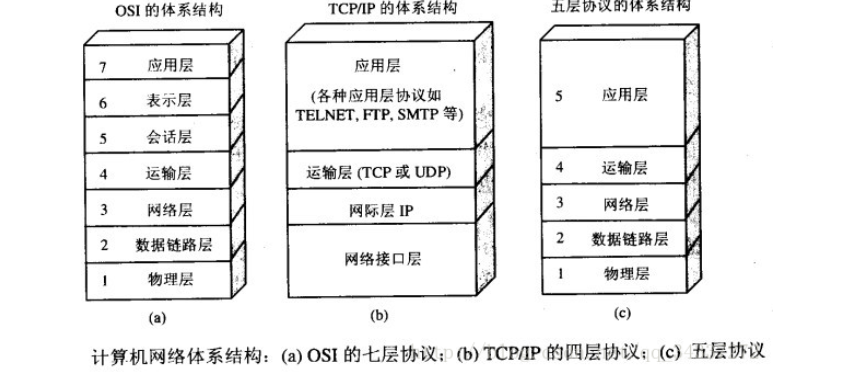 OSI 的体系结构
TCP/IP 的体系结构
五层协议的体系结构
7 应用层
6 表示层
5 会话层
4 运输层
3 网络层
2 数据链路层
1 物理层
(a)
应用层
(各种应用层协议如
TELNET, FTP, SMTP 等)
运输层 (TCP 或 UDP)
网际层 IP
网络接口层
(b)
5 应用层
4 运输层
3 网络层
2 数据链路层
1 物理层
(c)
计算机网络体系结构：(a) OSI 的七层协议；(b) TCP/IP 的四层协议；(c) 五层协议